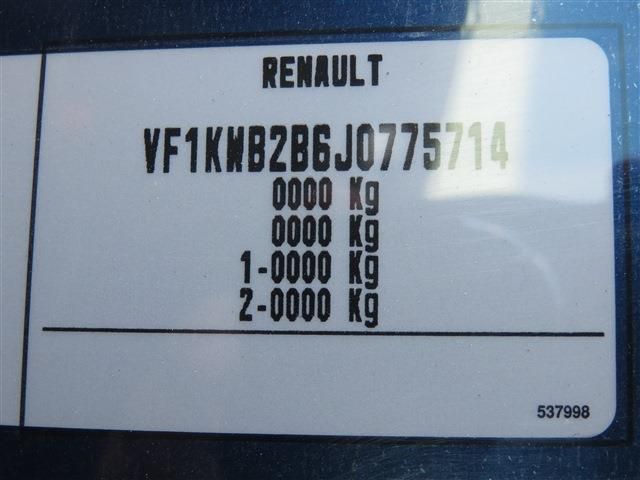 RENAULT
VF1KWB2B6J0775714
0000 Kg
0000 Kg
1-0000 Kg
2-0000 Kg
537998